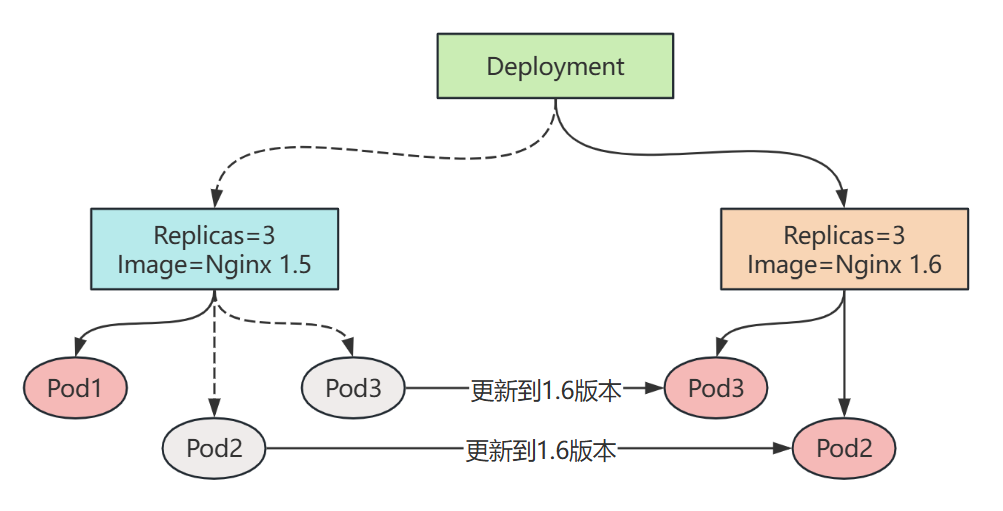 Deployment
Replicas=3
Image=Nginx 1.5
Replicas=3
Image=Nginx 1.6
Pod1
Pod3
更新到1.6版本
Pod3
Pod2
更新到1.6版本
Pod2